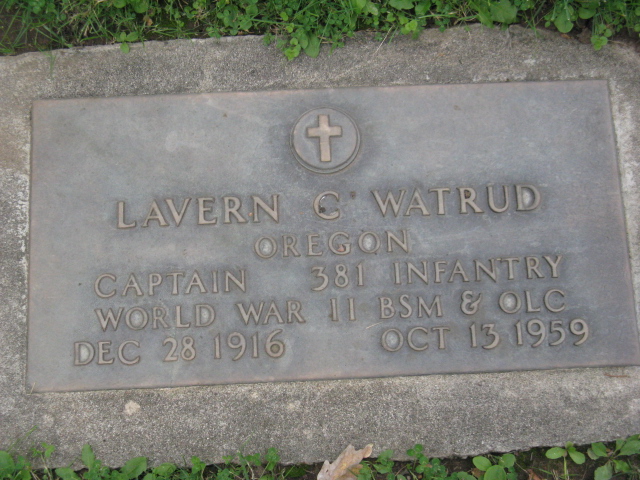 LAVERN G WATRUD
OREGON
CAPTAIN 381 INFANTRY
WORLD WAR II BSM & OLC
DEC 28 1916 OCT 13 1959